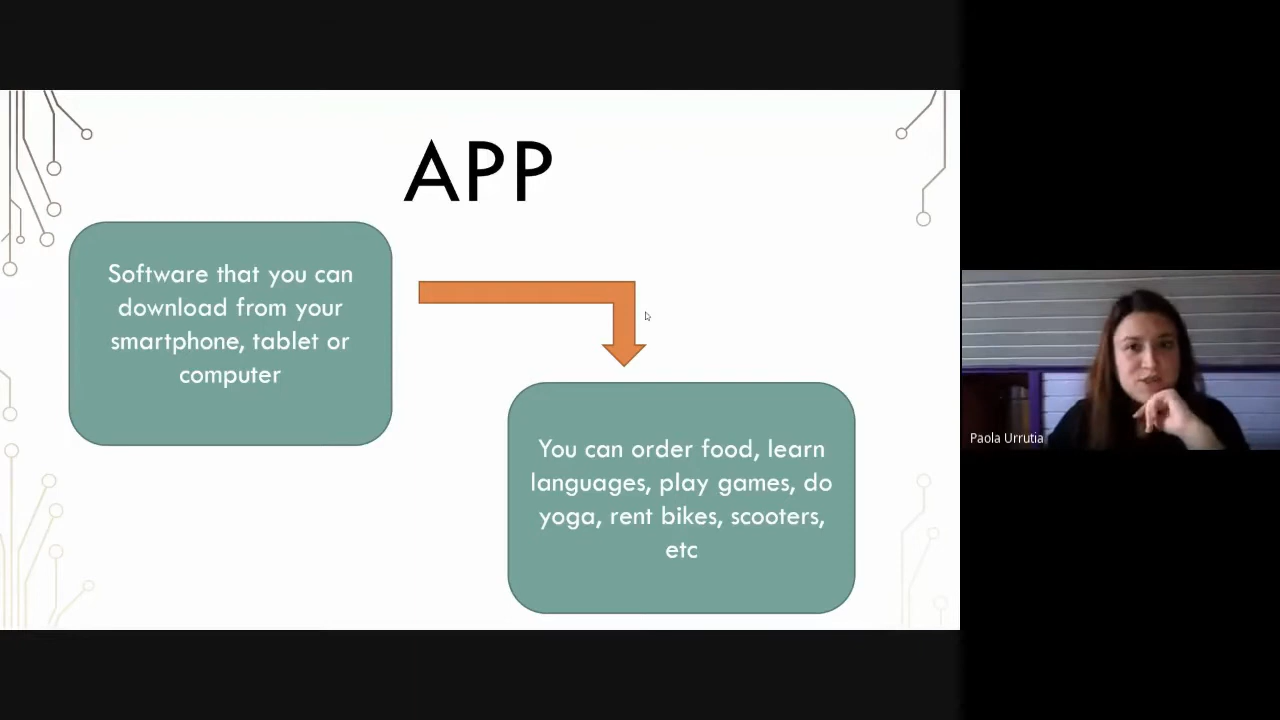 APP
Software that you can
download from your
smartphone, tablet or
computer
You can order food, learn
languages, play games, do
yoga, rent bikes, scooters,
etc
Paola Urrutia